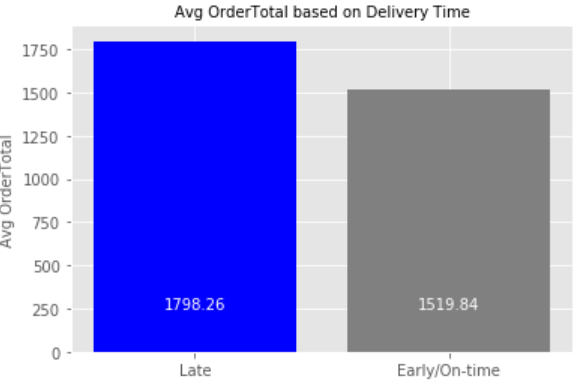 Avg OrderTotal based on Delivery Time
Avg OrderTotal
1750
1500
1250
1000
750
500
250
0
1798.26
1519.84
Late
Early/On-time